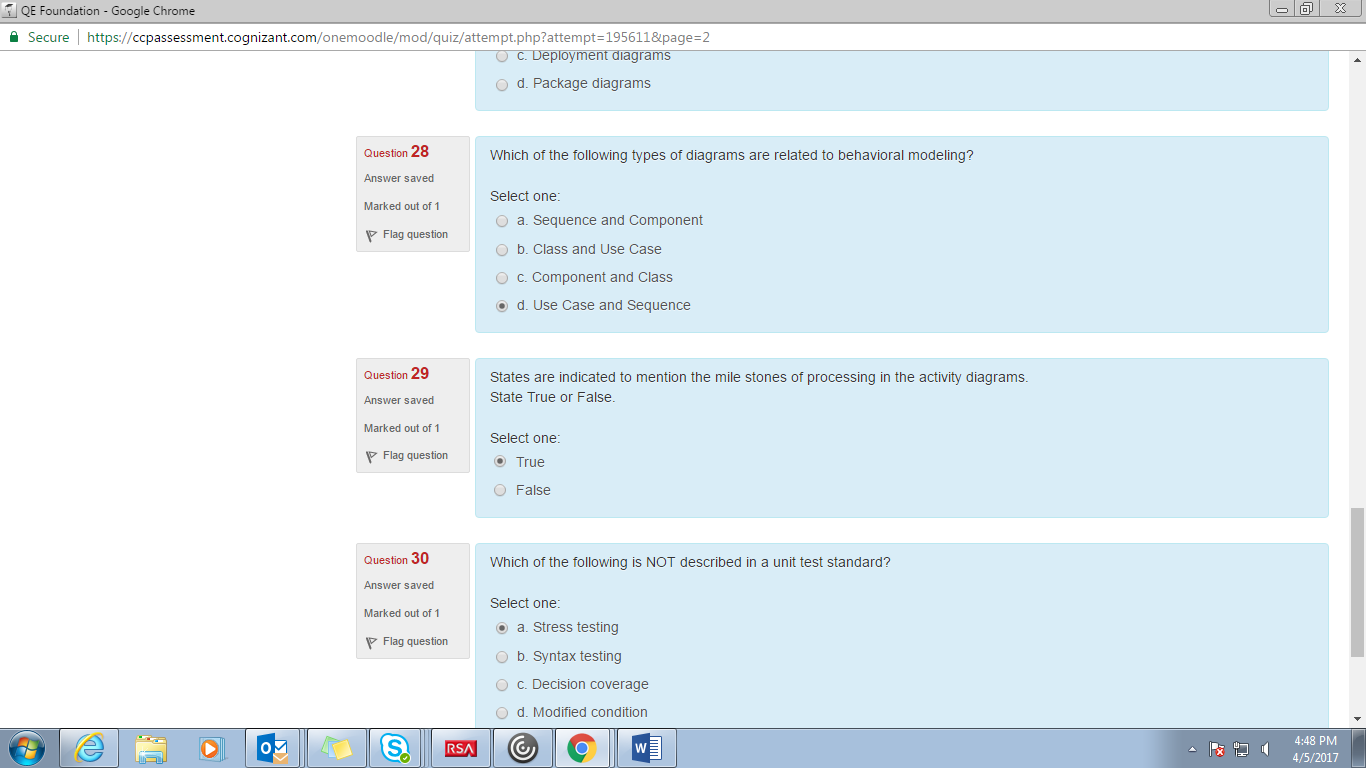 QE Foundation - Google Chrome
Secure https://ccpassessment.cognizant.com/onemoodle/mod/quiz/attempt.php?attempt=195611&page=2
c. Deployment diagrams
d. Package diagrams
Question 28
Answer saved
Marked out of 1
Flag question
Which of the following types of diagrams are related to behavioral modeling?
Select one:
a. Sequence and Component
b. Class and Use Case
c. Component and Class
d. Use Case and Sequence
Question 29
Answer saved
Marked out of 1
Flag question
States are indicated to mention the mile stones of processing in the activity diagrams.
State True or False.
Select one:
True
False
Question 30
Answer saved
Marked out of 1
Flag question
Which of the following is NOT described in a unit test standard?
Select one:
a. Stress testing
b. Syntax testing
c. Decision coverage
d. Modified condition
RSA
4:48 PM
4/5/2017